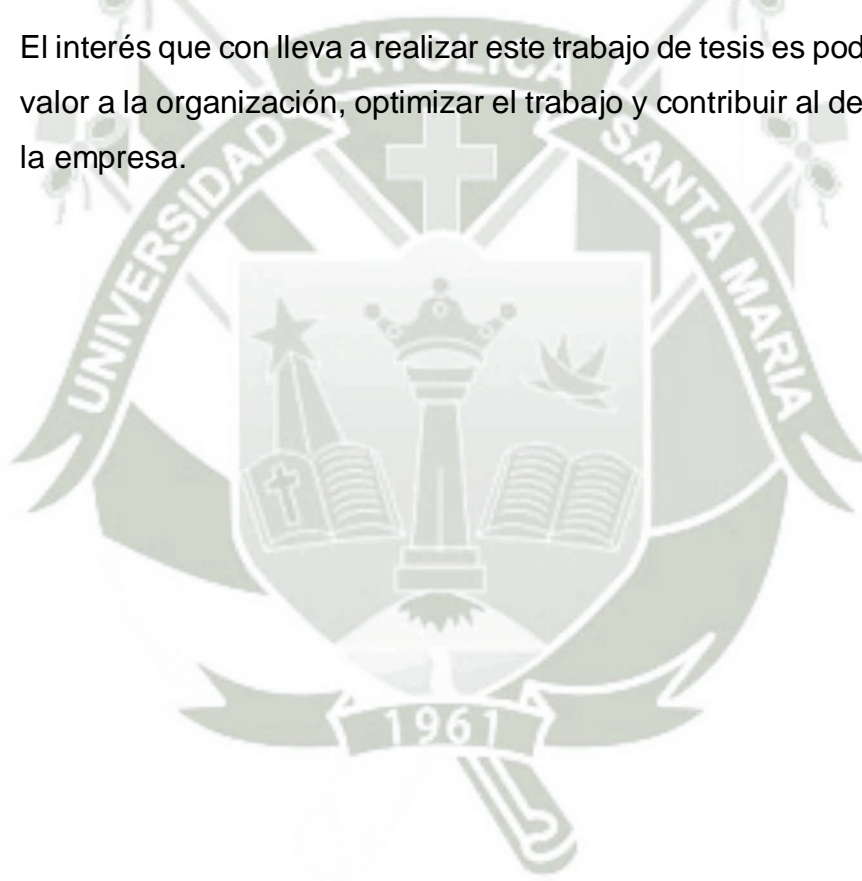 El interés que con lleva a realizar este trabajo de tesis es pod
valor a la organización, optimizar el trabajo y contribuir al de
la empresa.
UNIVERSIDAD CATOLICA SANTA MARIA
1961